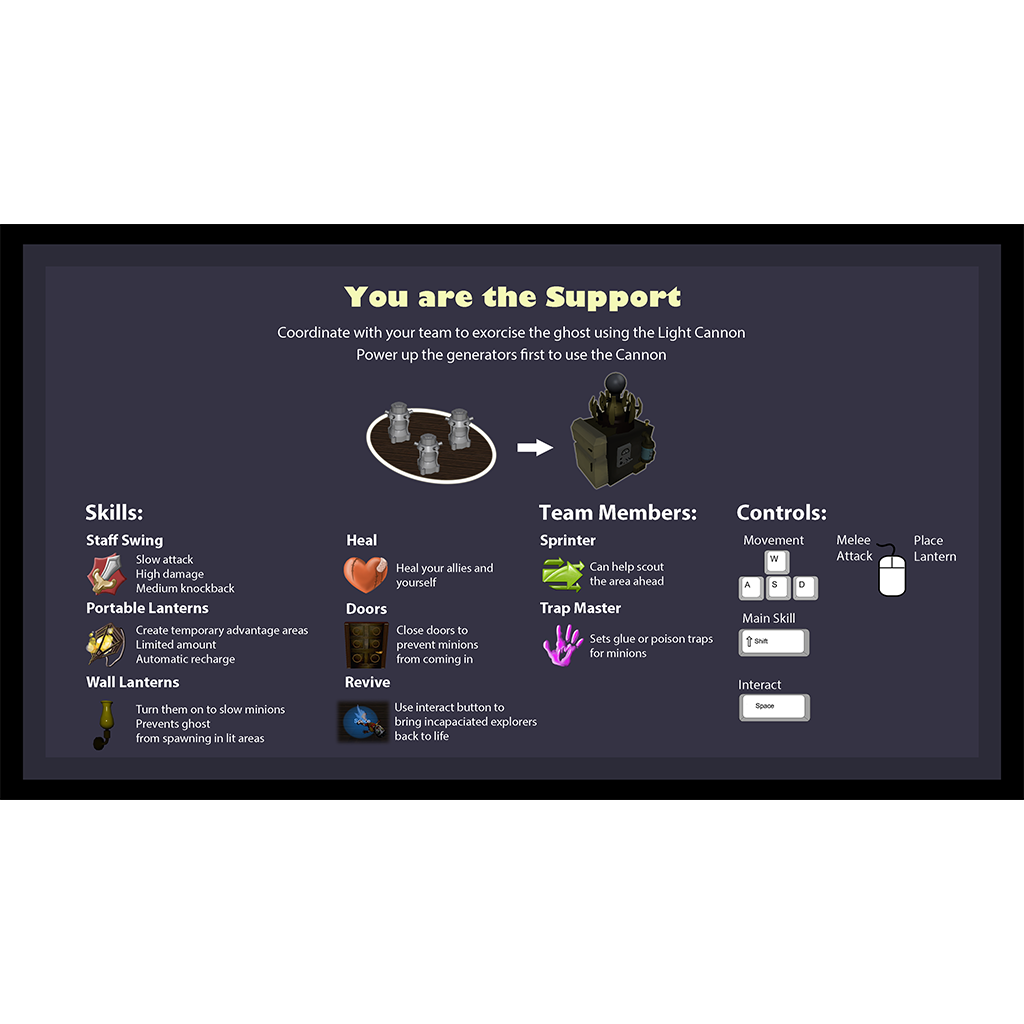 You are the Support
Coordinate with your team to exorcise the ghost using the Light Cannon
Power up the generators first to use the Cannon
Skills:
Staff Swing
Slow attack
High damage
Medium knockback
Portable Lanterns
Create temporary advantage areas
Limited amount
Automatic recharge
Wall Lanterns
Turn them on to slow minions
Prevents ghost
from spawning in lit areas
Heal
Heal your allies and
yourself
Doors
Close doors to
prevent minions
from coming in
Revive
Space
Use interact button to
bring incapaciated explorers
back to life
Team Members:
Sprinter
Can help scout
the area ahead
Trap Master
Sets glue or poison traps
for minions
Controls:
Movement
W
A S D
Melee
Attack
Place
Lantern
Main Skill
Shift
Interact
Space